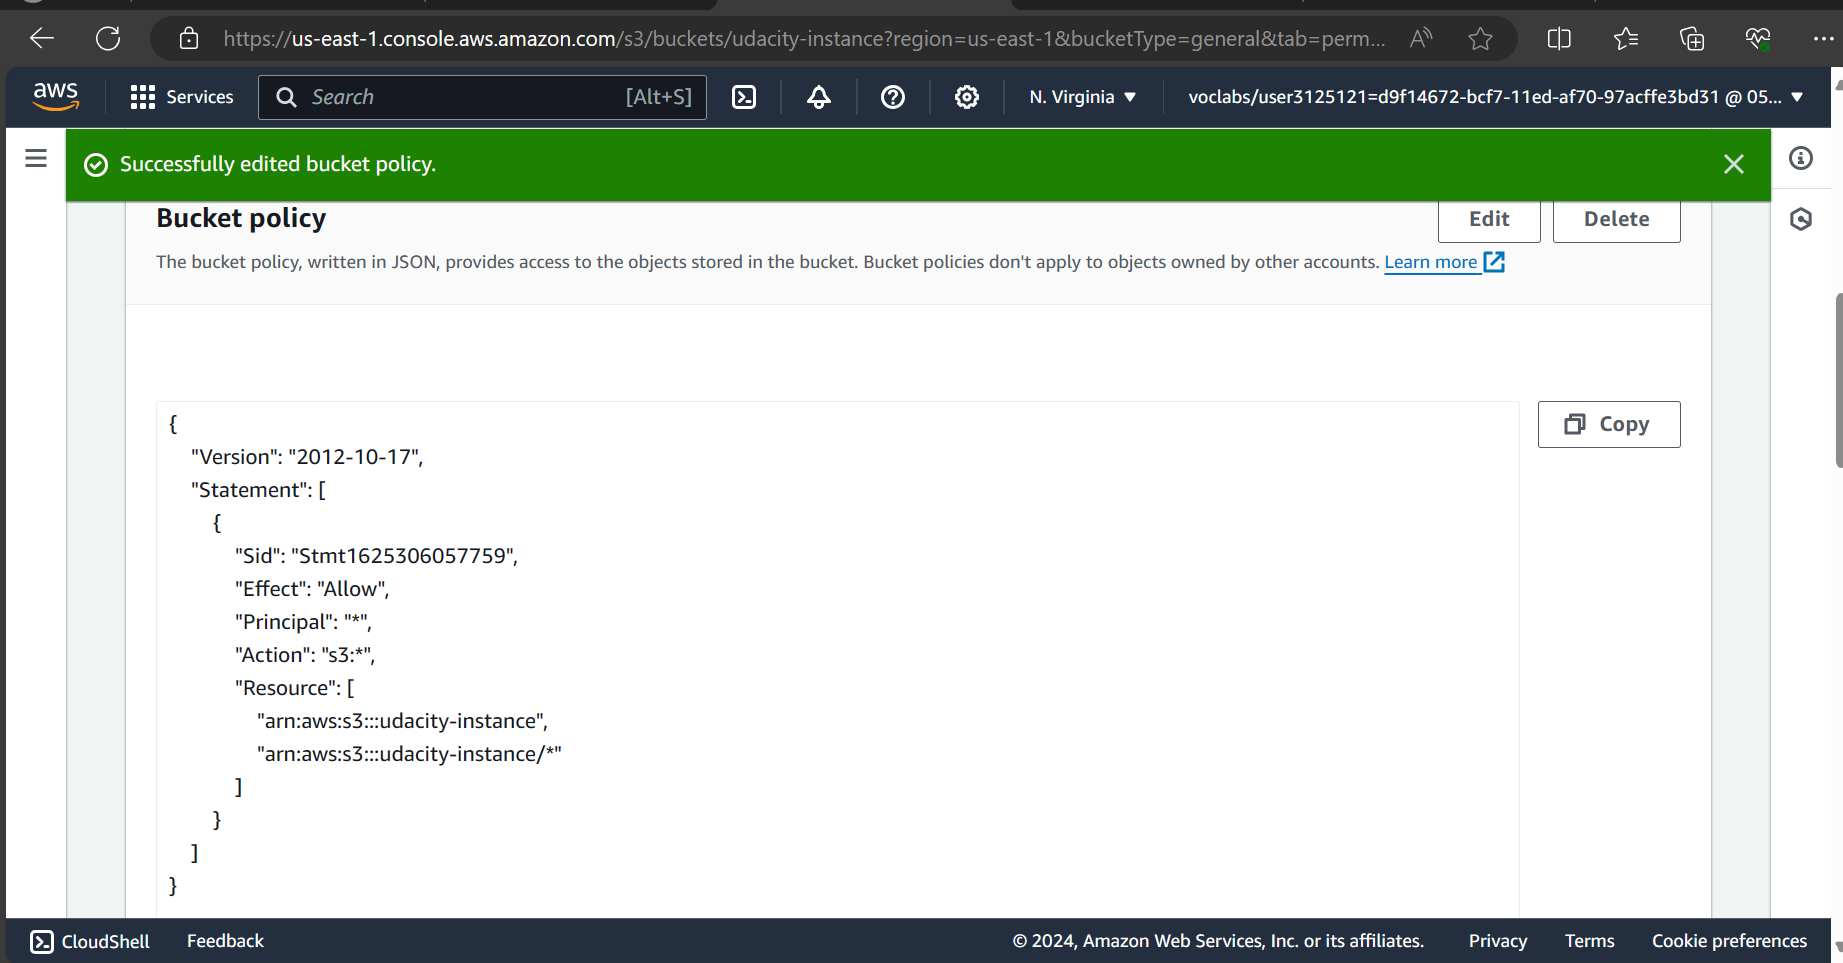 https://us-east-1.console.aws.amazon.com/s3/buckets/udacity-instance?region=us-east-1&bucketType=general&tab=perm...
aws Services Search [Alt+S] N. Virginia voclabs/user3125121=d9f14672-bcf7-11ed-af70-97acffe3bd31 @ 05...
Successfully edited bucket policy.
Bucket policy Edit Delete
The bucket policy, written in JSON, provides access to the objects stored in the bucket. Bucket policies don't apply to objects owned by other accounts. Learn more
Copy
{
"Version": "2012-10-17",
"Statement": [
{
"Sid": "Stmt1625306057759",
"Effect": "Allow",
"Principal": "*",
"Action": "s3:*",
"Resource": [
"arn:aws:s3:::udacity-instance",
"arn:aws:s3:::udacity-instance/*"
]
}
]
}
CloudShell Feedback © 2024, Amazon Web Services, Inc. or its affiliates. Privacy Terms Cookie preferences